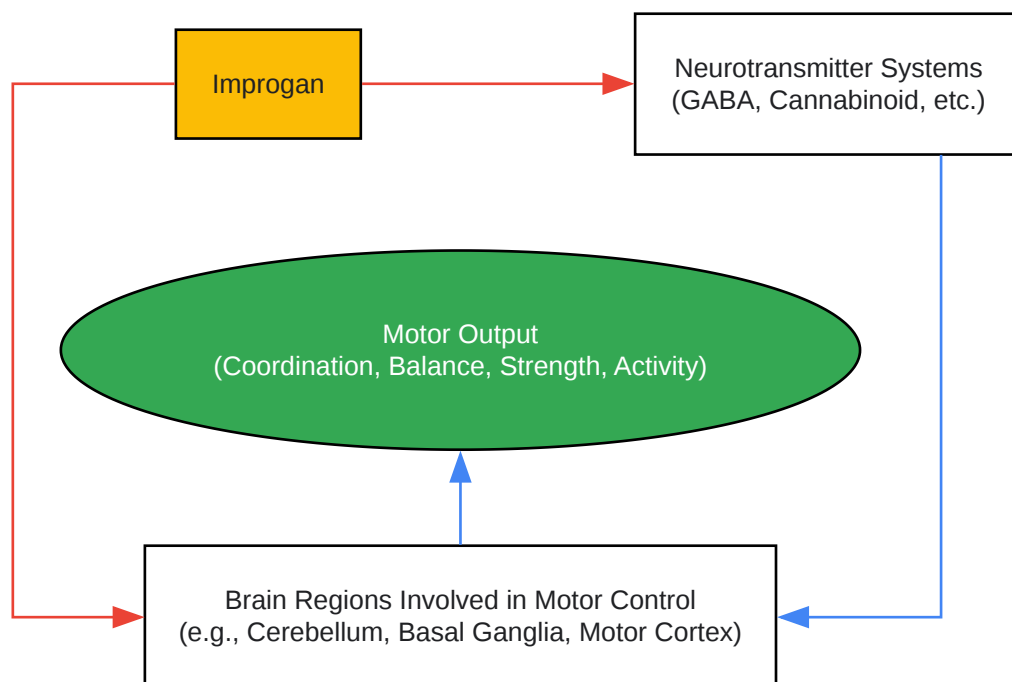 Improgan
Neurotransmitter Systems
(GABA, Cannabinoid, etc.)
Motor Output
(Coordination, Balance, Strength, Activity)
Brain Regions Involved in Motor Control
(e.g., Cerebellum, Basal Ganglia, Motor Cortex)